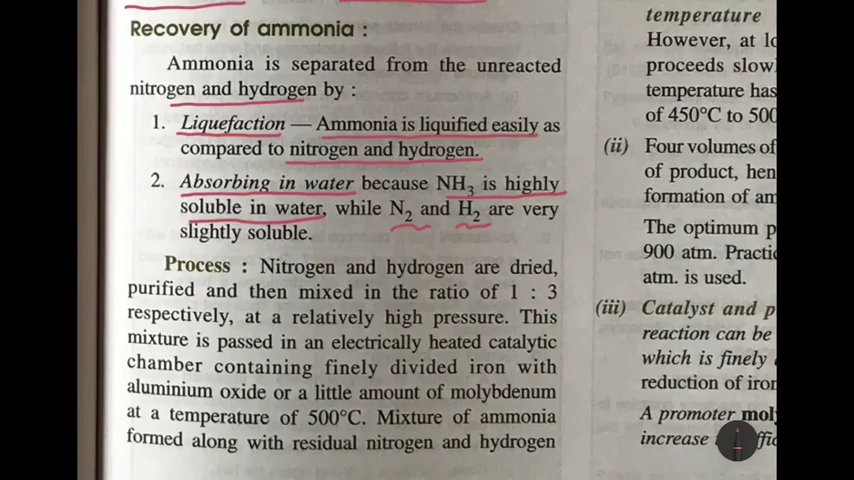 Recovery of ammonia :
Ammonia is separated from the unreacted
nitrogen and hydrogen by :
1. Liquefaction — Ammonia is liquified easily as
compared to nitrogen and hydrogen.
2. Absorbing in water because NH3 is highly
soluble in water, while N2 and H2 are very
slightly soluble.
Process : Nitrogen and hydrogen are dried,
purified and then mixed in the ratio of 1 : 3
respectively, at a relatively high pressure. This
mixture is passed in an electrically heated catalytic
chamber containing finely divided iron with
aluminium oxide or a little amount of molybdenum
at a temperature of 500°C. Mixture of ammonia
formed along with residual nitrogen and hydrogen
temperature
However, at
proceeds
temperature has
of 450°C to 500
(ii) Four volumes of
of product,
formation of
The optimum
900 atm.
atm. is used.
(iii) Catalyst and
reaction can be
which is finely
reduction of
A promoter
increase